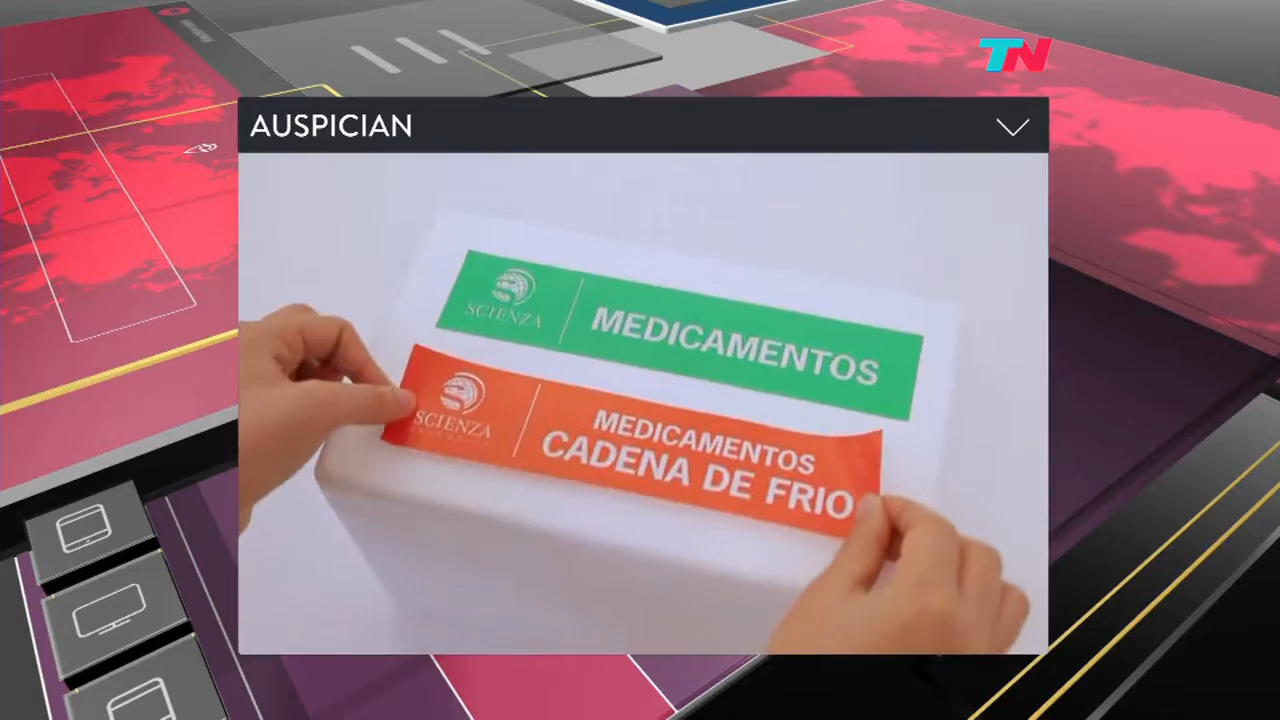 TN
AUSPICIAN
SCIENZA
MEDICAMENTOS
SCIENZA
MEDICAMENTOS
CADENA DE FRIO